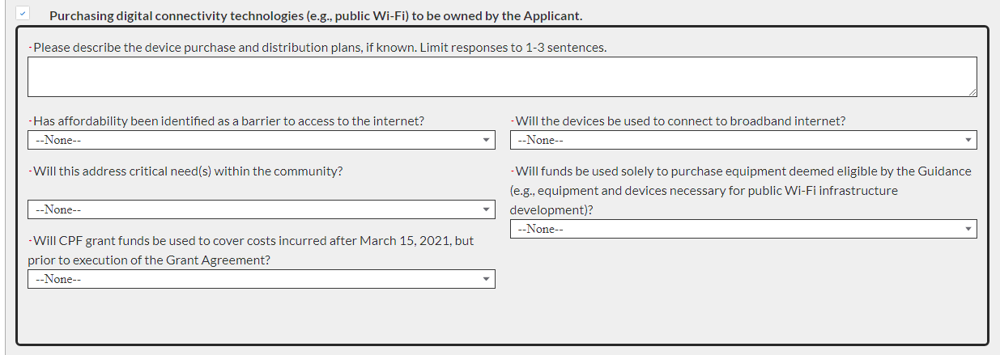 Purchasing digital connectivity technologies (e.g., public Wi-Fi) to be owned by the Applicant.
-Please describe the device purchase and distribution plans, if known. Limit responses to 1-3 sentences.
-Has affordability been identified as a barrier to access to the internet?
--None--
-Will the devices be used to connect to broadband internet?
--None--
-Will this address critical need(s) within the community?
--None--
-Will funds be used solely to purchase equipment deemed eligible by the Guidance
(e.g., equipment and devices necessary for public Wi-Fi infrastructure
development)?
--None--
-Will CPF grant funds be used to cover costs incurred after March 15, 2021, but
prior to execution of the Grant Agreement?
--None--